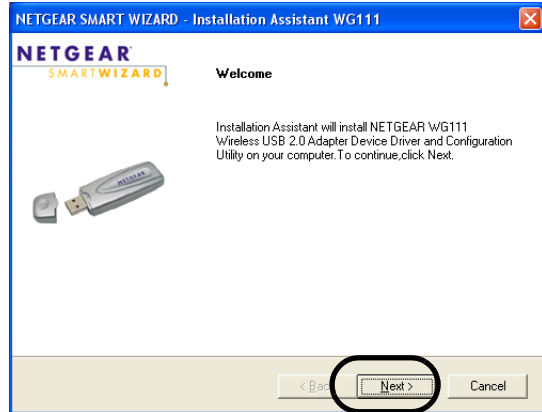 NETGEAR SMART WIZARD - Installation Assistant WG111
NETGEAR
SMARTWIZARD
Welcome
Installation Assistant will install NETGEAR WG111
Wireless USB 2.0 Adapter Device Driver and Configuration
Utility on your computer.To continue,click Next.
NETGEAR
< Bac
Next >
Cancel